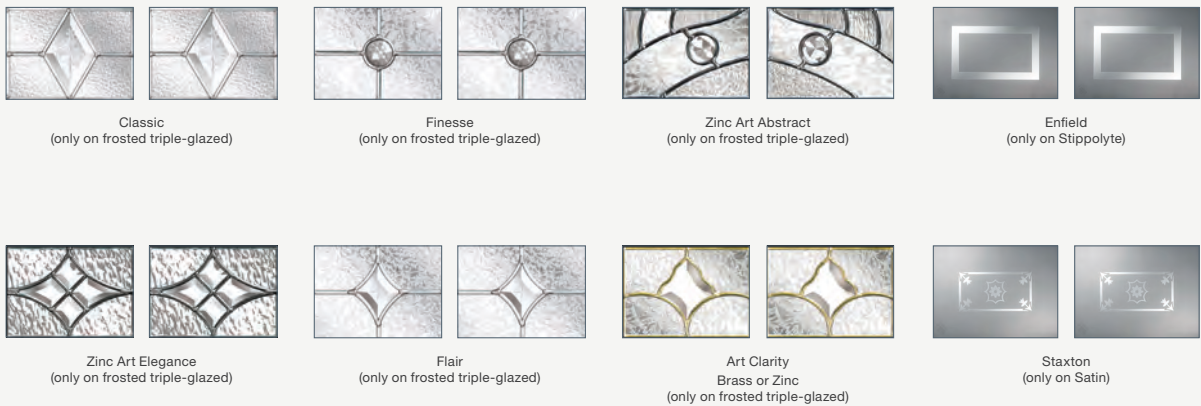 Classic
(only on frosted triple-glazed)
Finesse
(only on frosted triple-glazed)
Zinc Art Abstract
(only on frosted triple-glazed)
Enfield
(only on Stippolyte)
Zinc Art Elegance
(only on frosted triple-glazed)
Flair
(only on frosted triple-glazed)
Art Clarity
Brass or Zinc
(only on frosted triple-glazed)
Staxton
(only on Satin)